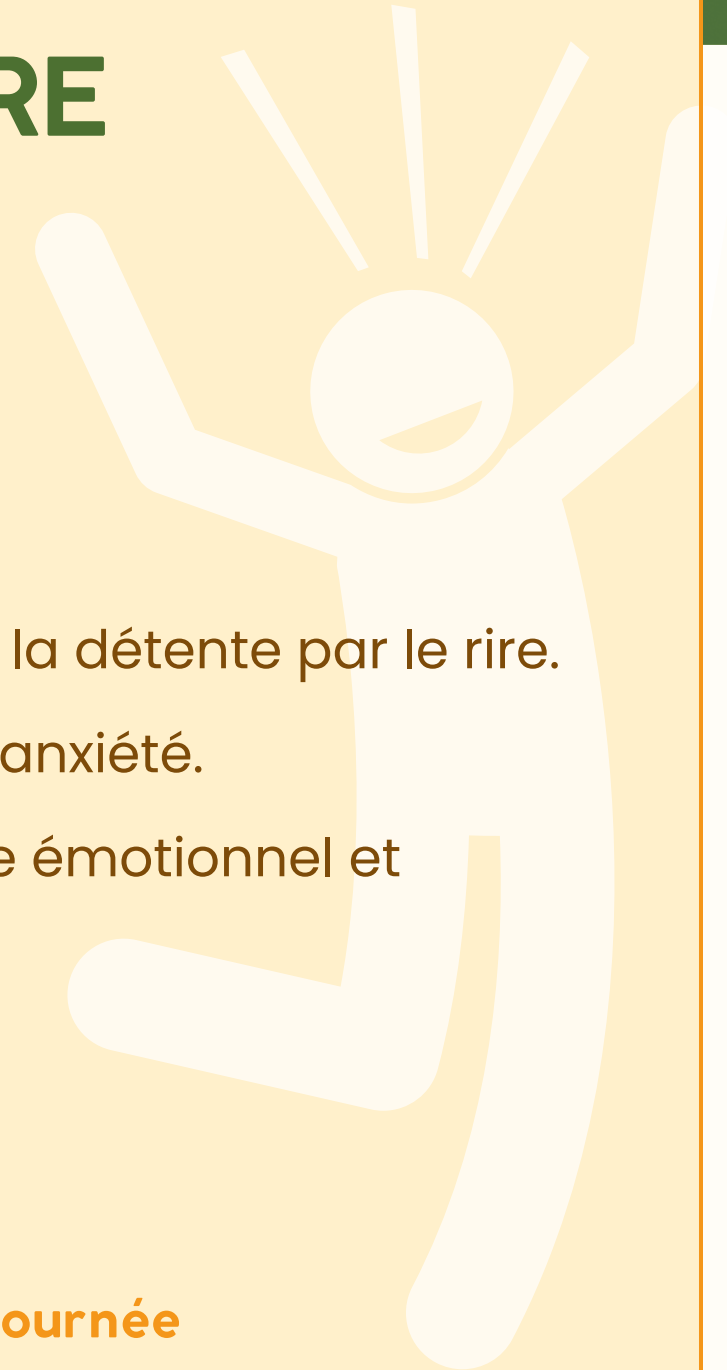 RE
la détente par le rire.
anxiété.
e émotionnel et
ournée